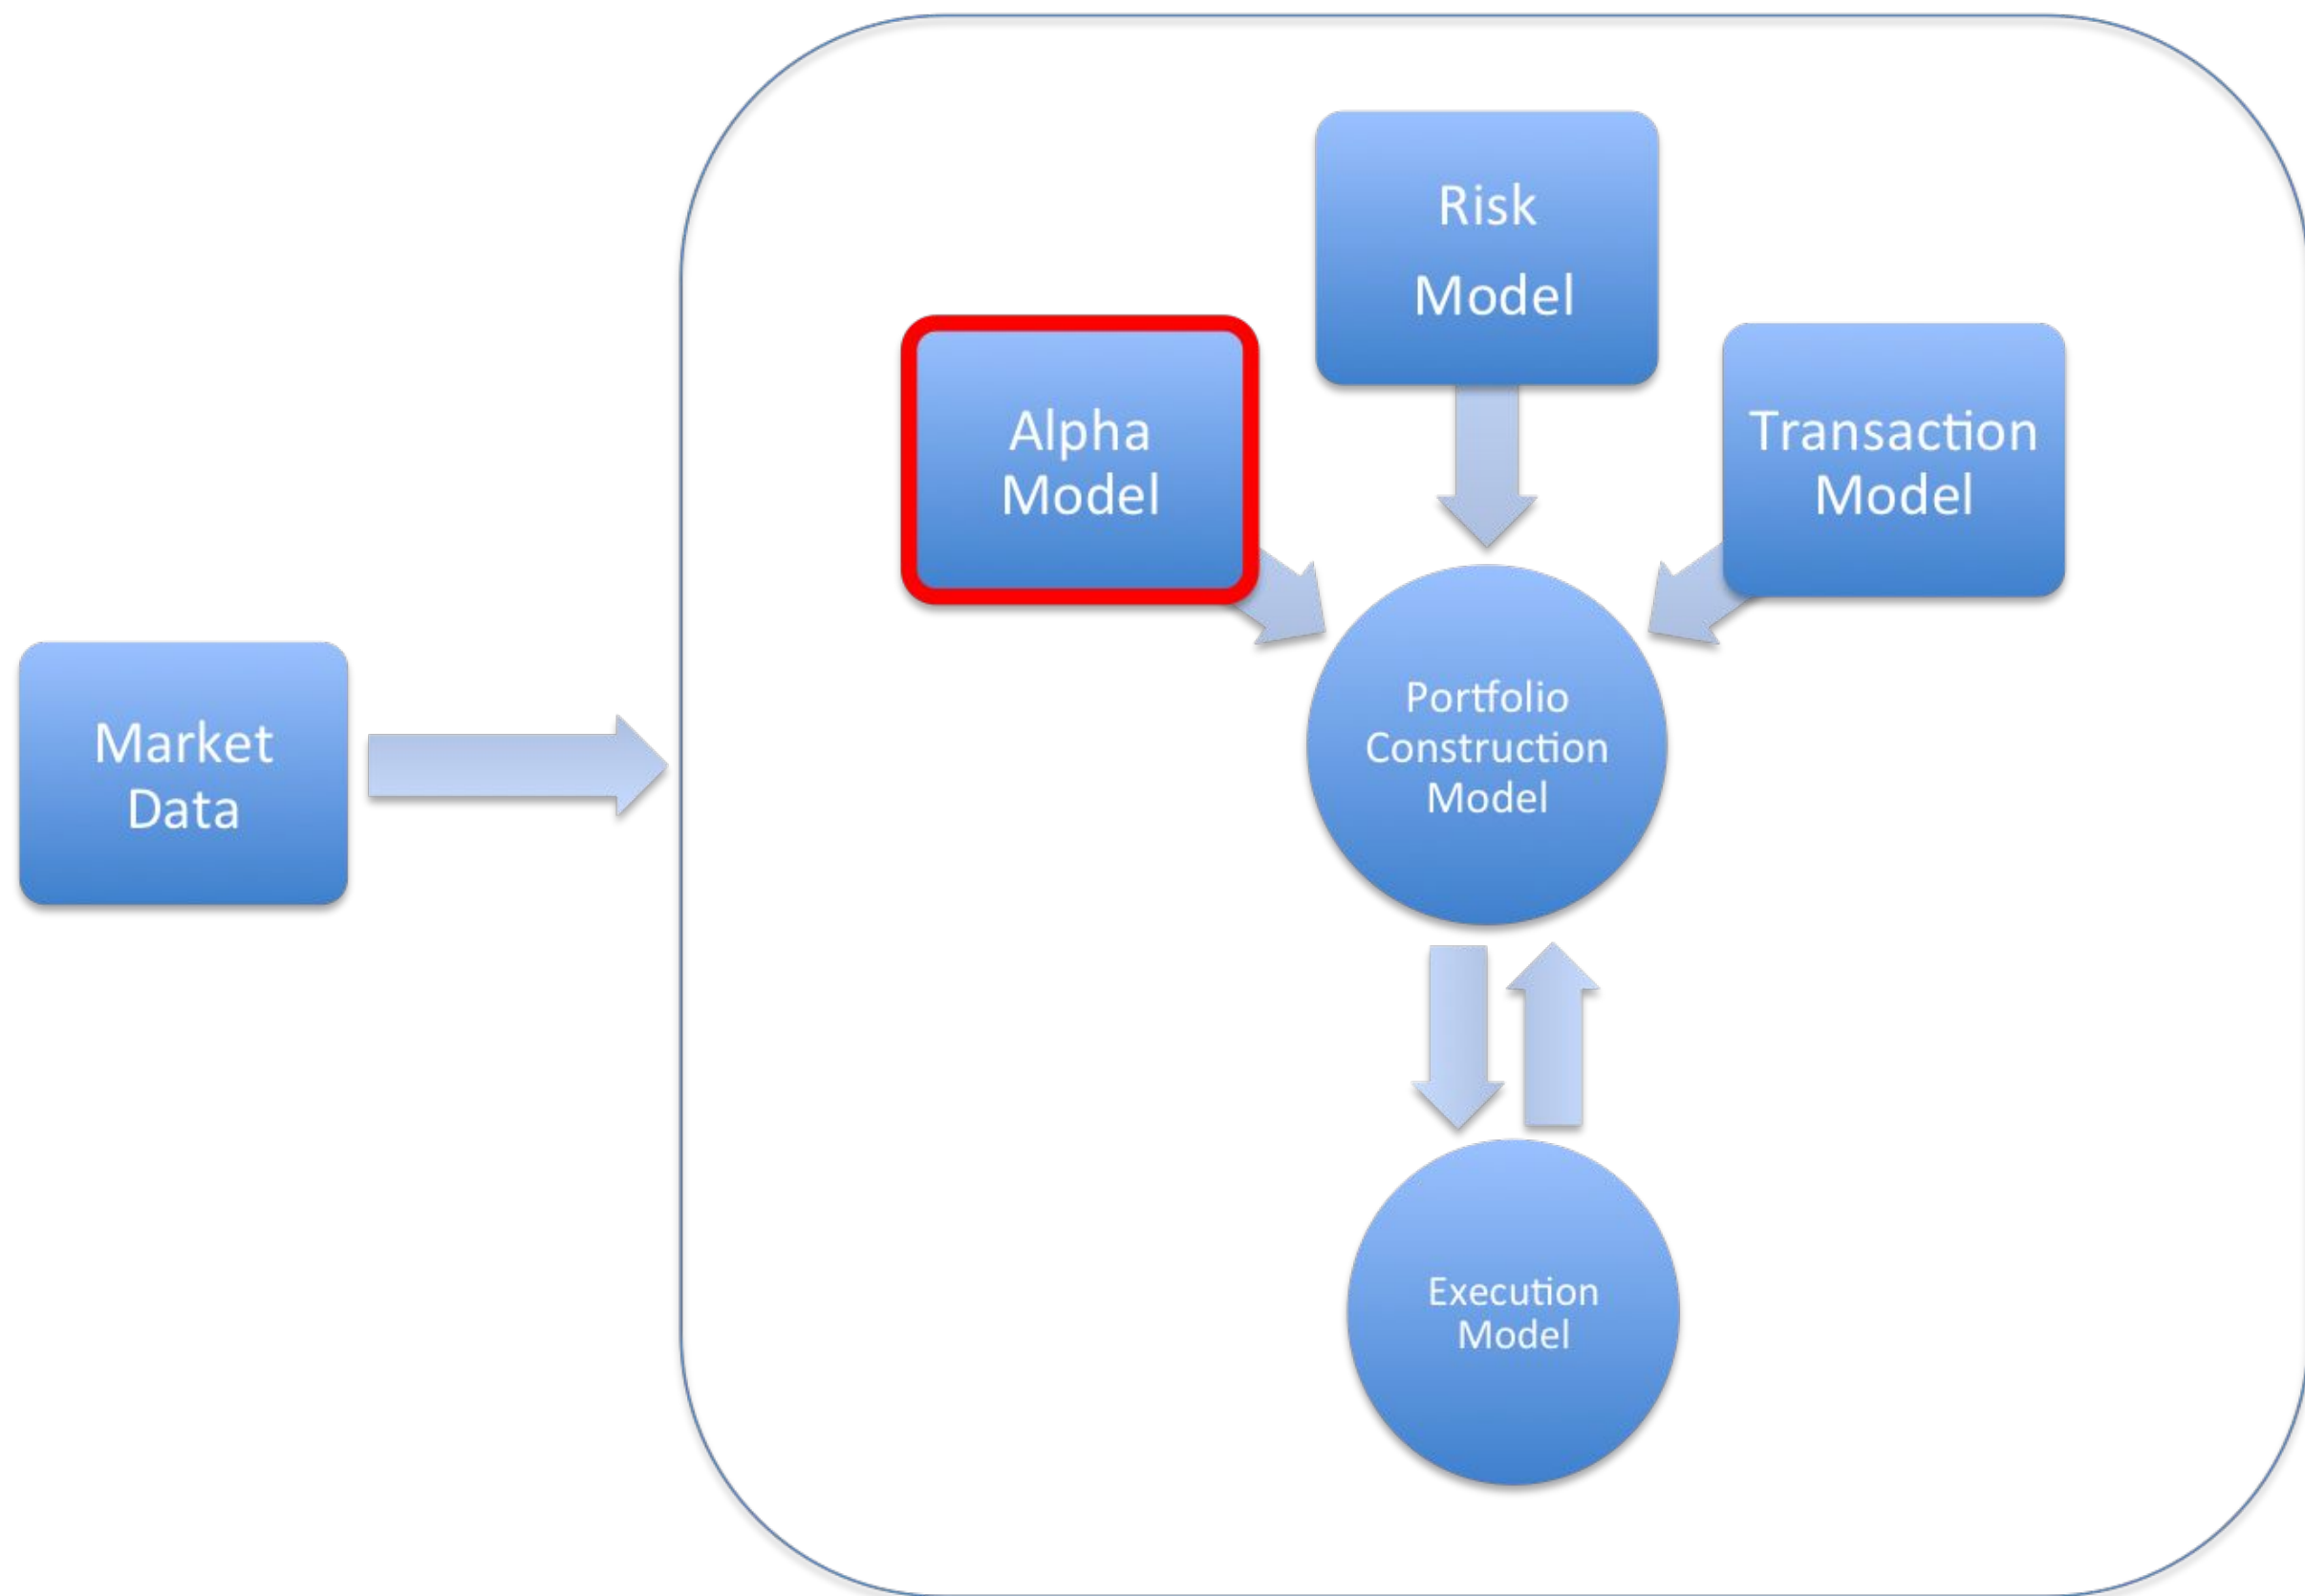 Risk
Model
Alpha
Model
Transaction
Model
Market
Data
Portfolio
Construction
Model
Execution
Model